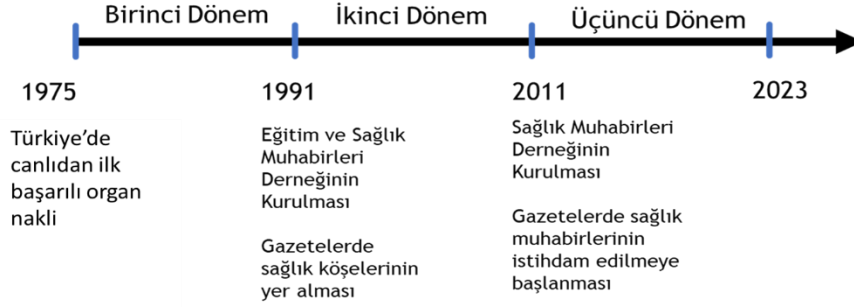 Birinci Dönem
İkinci Dönem
Üçüncü Dönem
1975
1991
2011
2023
Türkiye’de
canlıdan ilk
başarılı organ
nakli
Eğitim ve Sağlık
Muhabirleri
Derneğinin
Kurulması
Gazetelerde
sağlık köşelerinin
yer alması
Sağlık Muhabirleri
Derneğinin
Kurulması
Gazetelerde sağlık
muhabirlerinin
istihdam edilmeye
başlanması